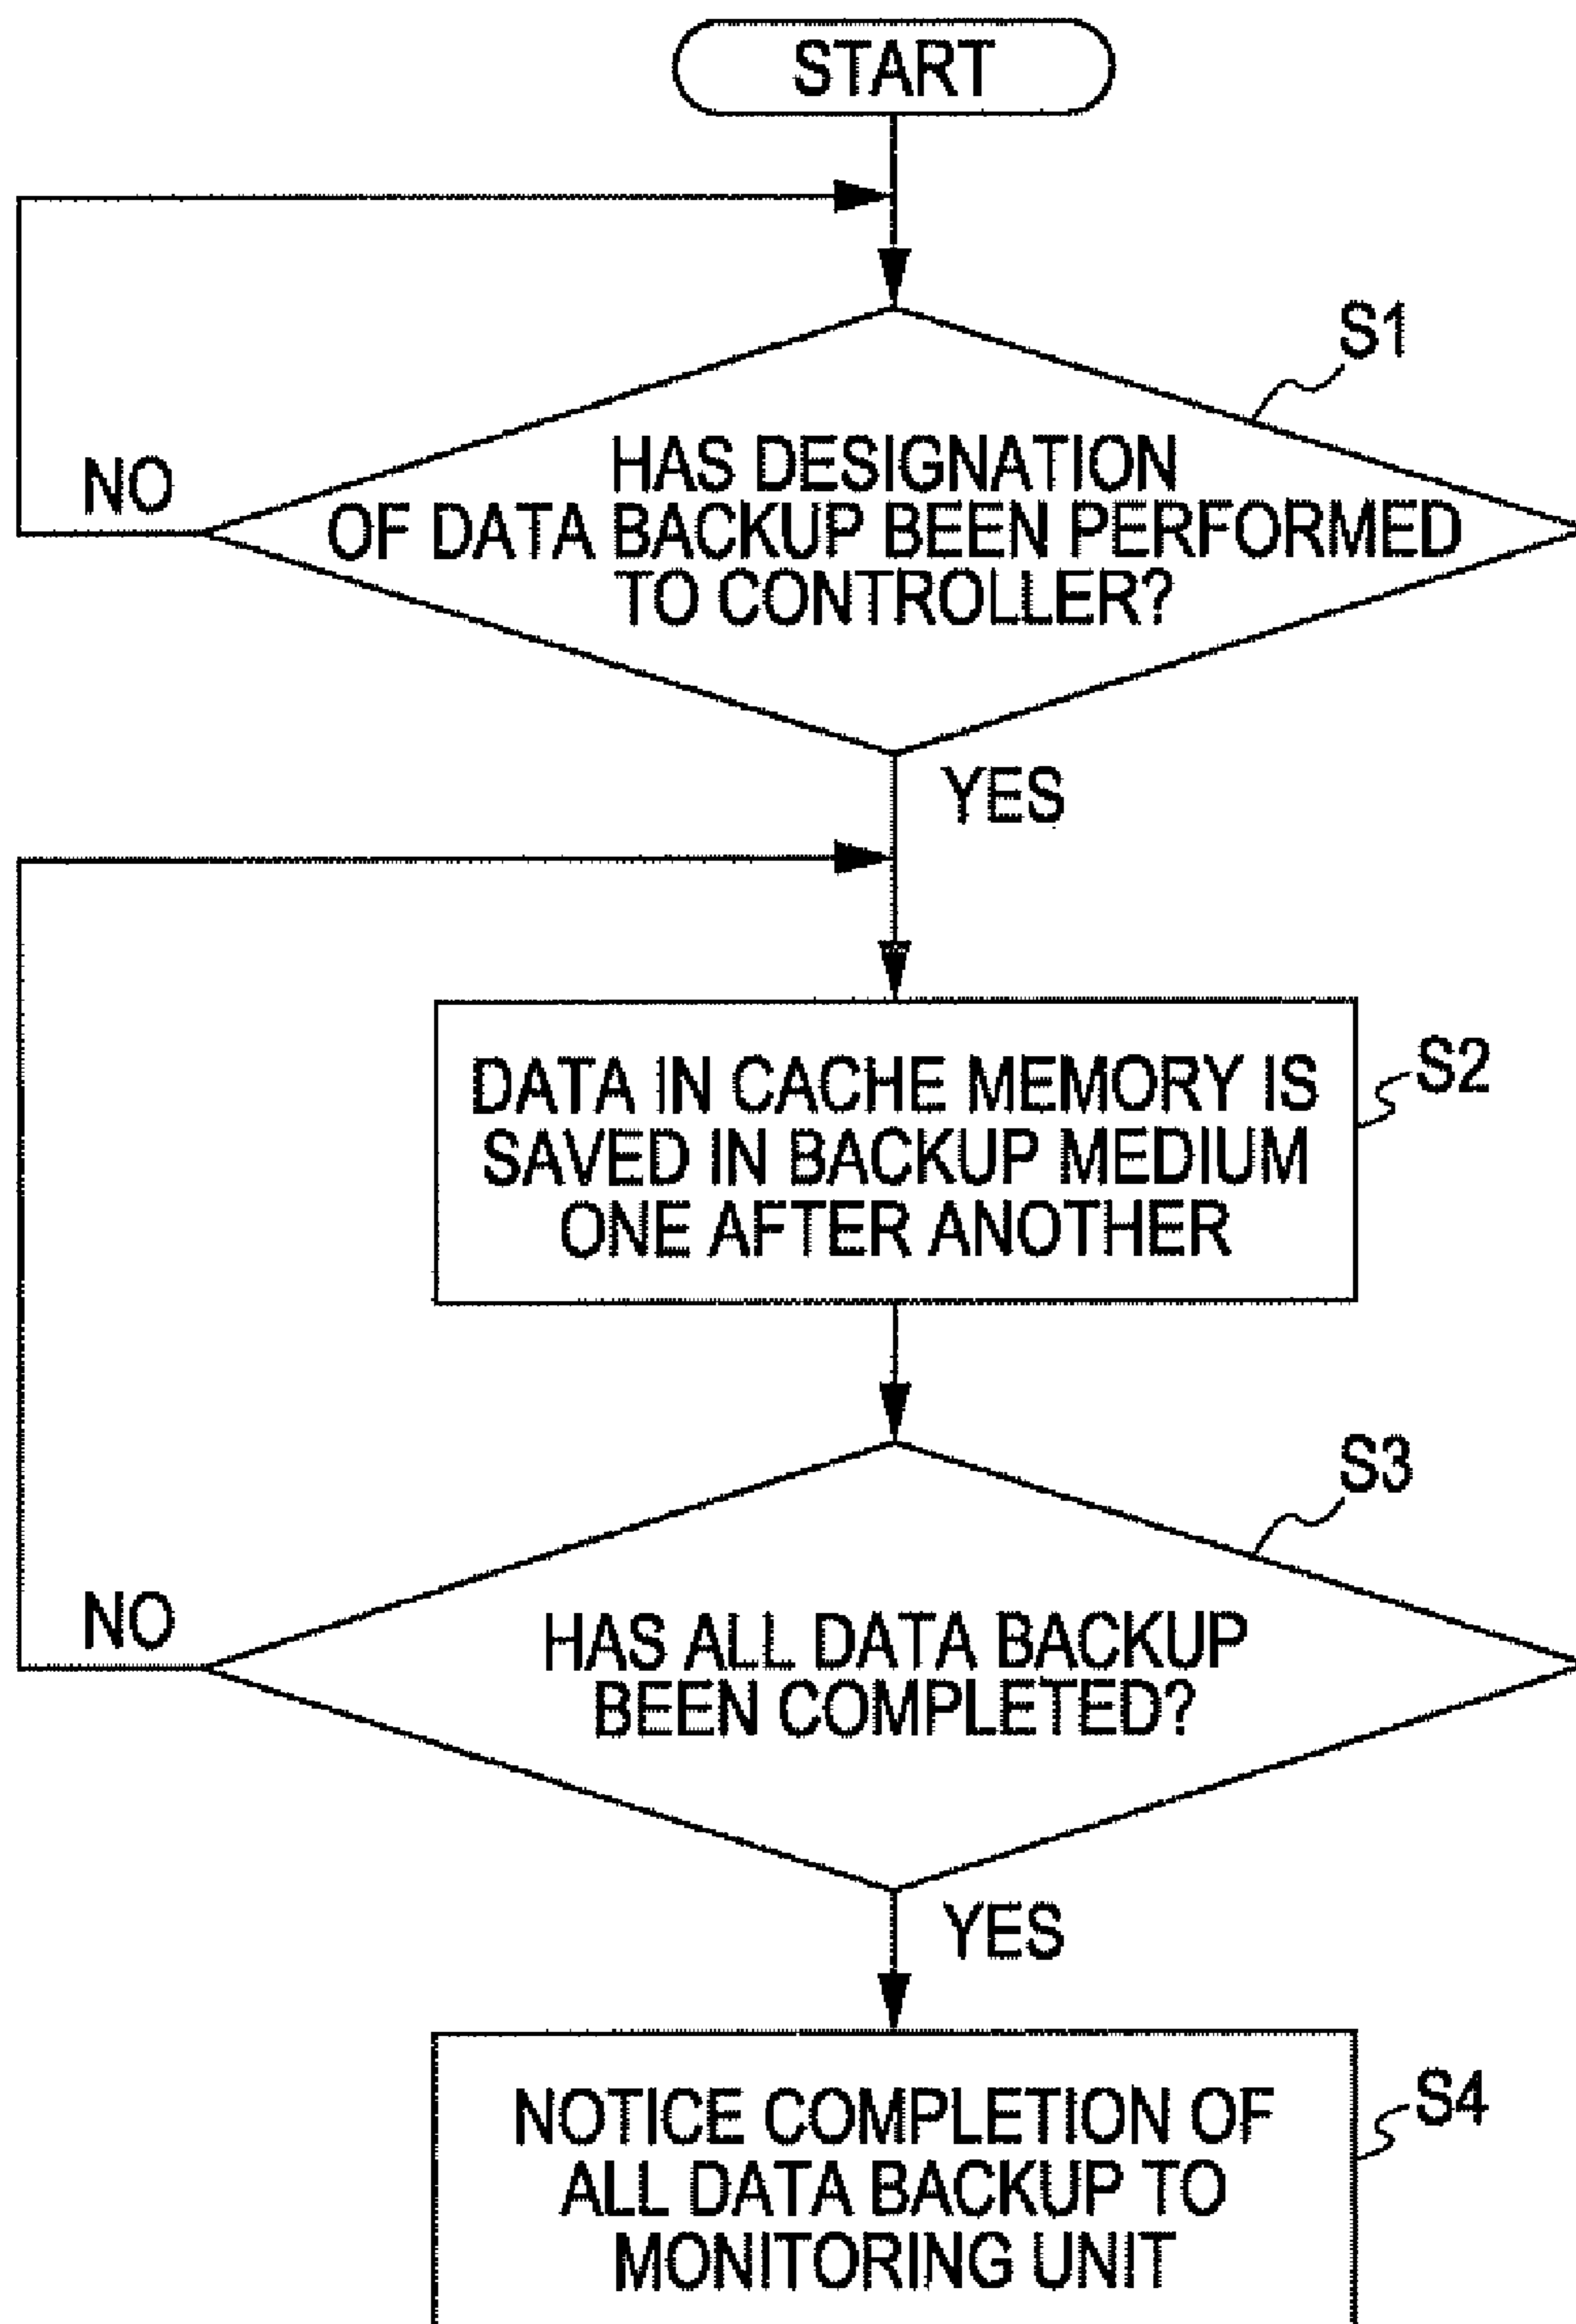 START
S1
HAS DESIGNATION
OF DATA BACKUP BEEN PERFORMED
TO CONTROLLER?
NO
YES
DATA IN CACHE MEMORY IS
SAVED IN BACKUP MEDIUM
ONE AFTER ANOTHER
S2
S3
HAS ALL DATA BACKUP
BEEN COMPLETED?
NO
YES
NOTICE COMPLETION OF
ALL DATA BACKUP TO
MONITORING UNIT
S4